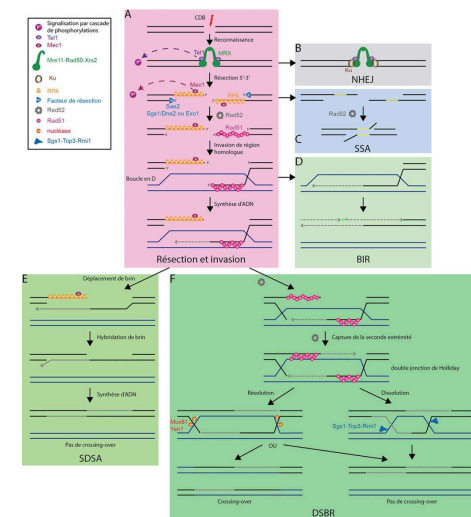 P
Signalisation par cascade
de phosphorylations
Tel1
Mec1
Mre11-Rad50-Xrs2
Ku
RPA
Facteur de résection
Rad52
Rad51
nucléase
Sgs1-Top3-Rmi1
A
CDB
Reconnaissance
P
Tel1
MRX
Résection 5'-3'
P
Mec1
RPA
Sae2
Sgs1/Dna2 ou Exo1
Rad52
Rad51
Invasion de région
homologue
Boucle en D
Synthèse d'ADN
Résection et invasion
B
Ku
NHEJ
Rad52
SSA
C
D
BIR
E
Déplacement de brin
Hybridation de brin
Synthèse d'ADN
Pas de crossing-over
SDSA
F
Capture de la seconde extrémité
double jonction de Holliday
Résolution
Dissolution
Mus81
Yen1
Sgs1-Top3-Rmi1
OU
Crossing-over
Pas de crossing-over
DSBR